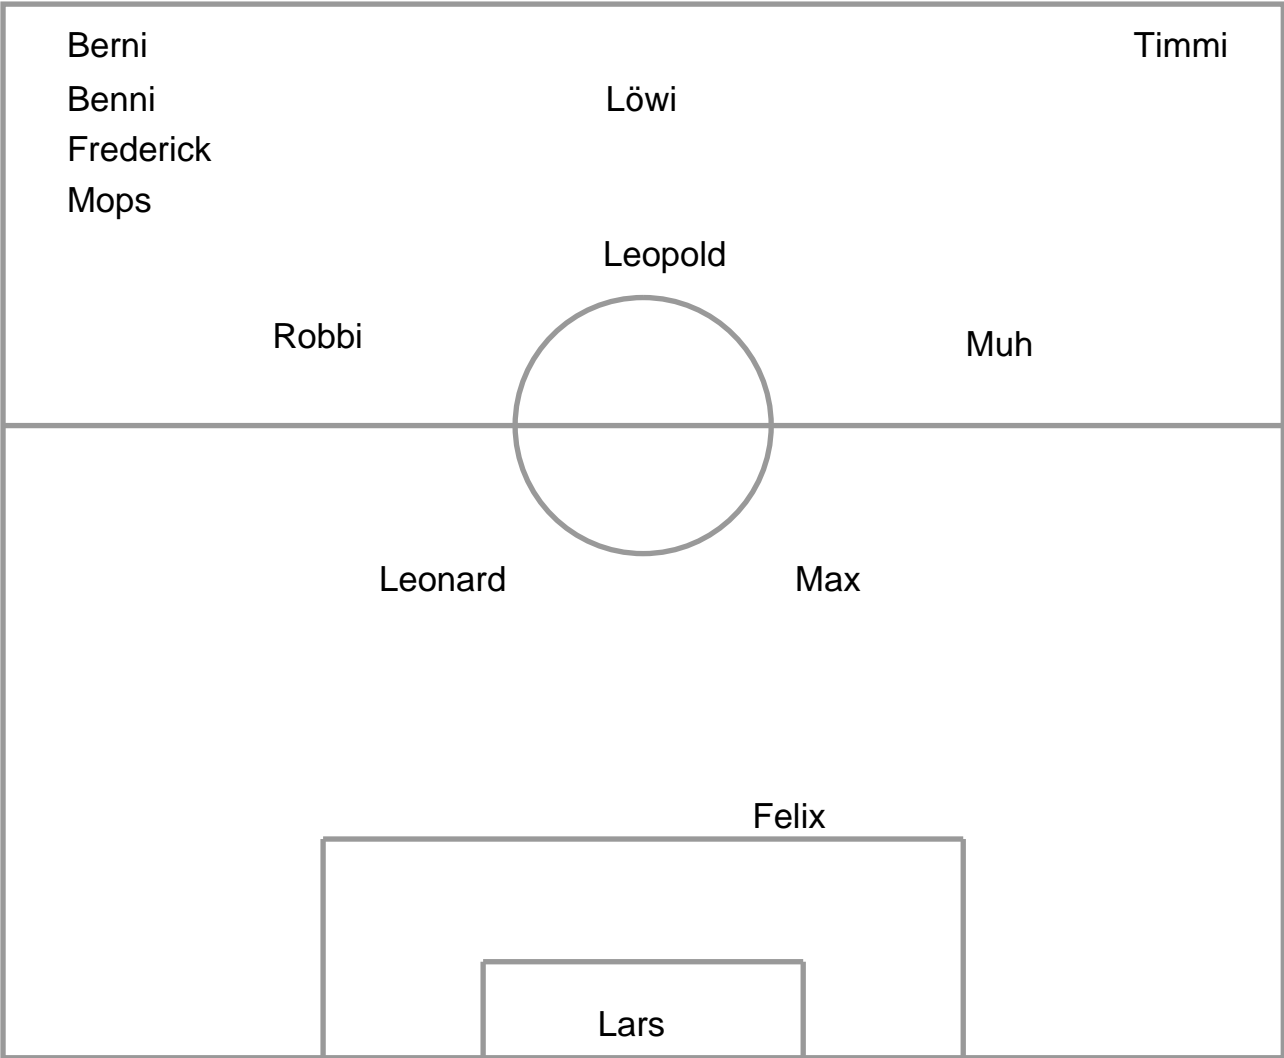 Berni
Timmi
Benni
Löwi
Frederick
Mops
Leopold
Robbi
Muh
Leonard
Max
Felix
Lars